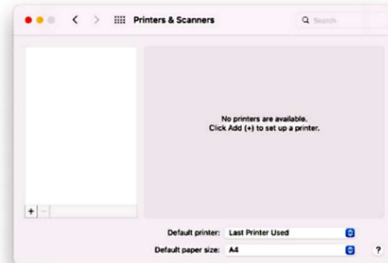 Printers & Scanners
Search
No printers are available.
Click Add (+) to set up a printer.
+ −
Default printer: Last Printer Used
Default paper size: A4
?